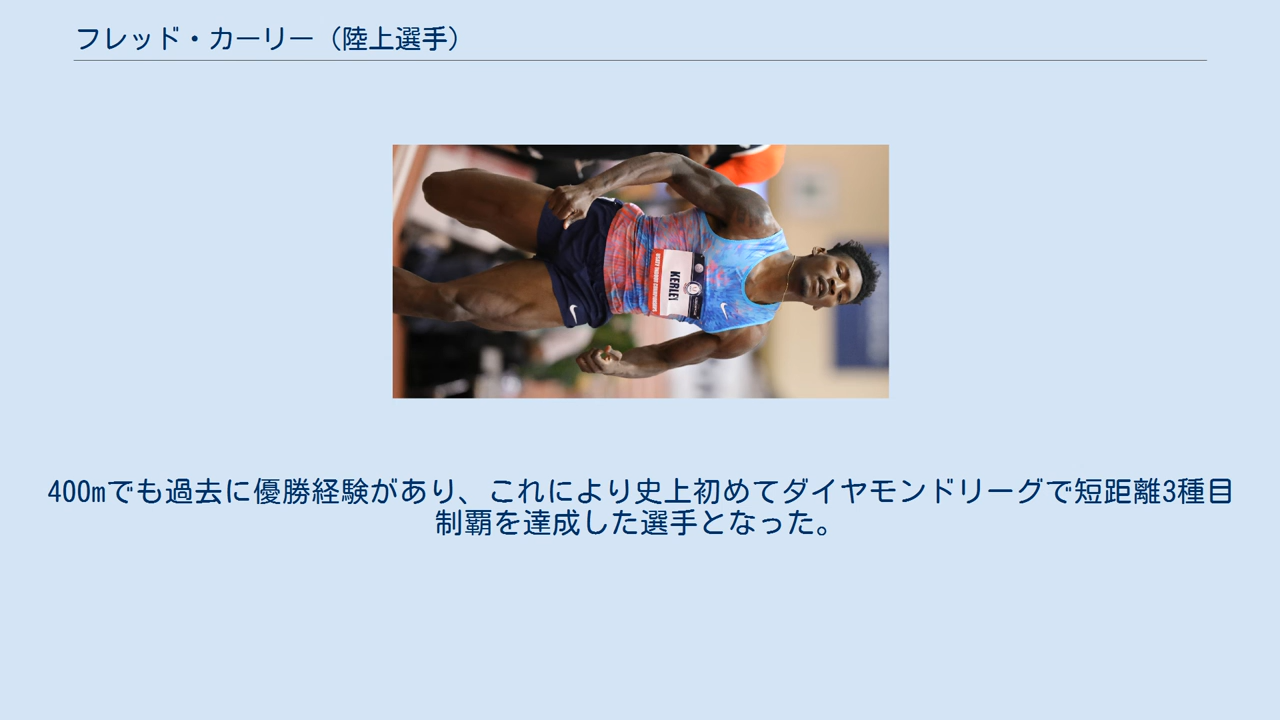 フレッド・カーリー（陸上選手）
KERLEY
400mでも過去に優勝経験があり、これにより史上初めてダイヤモンドリーグで短距離3種目
制覇を達成した選手となった。